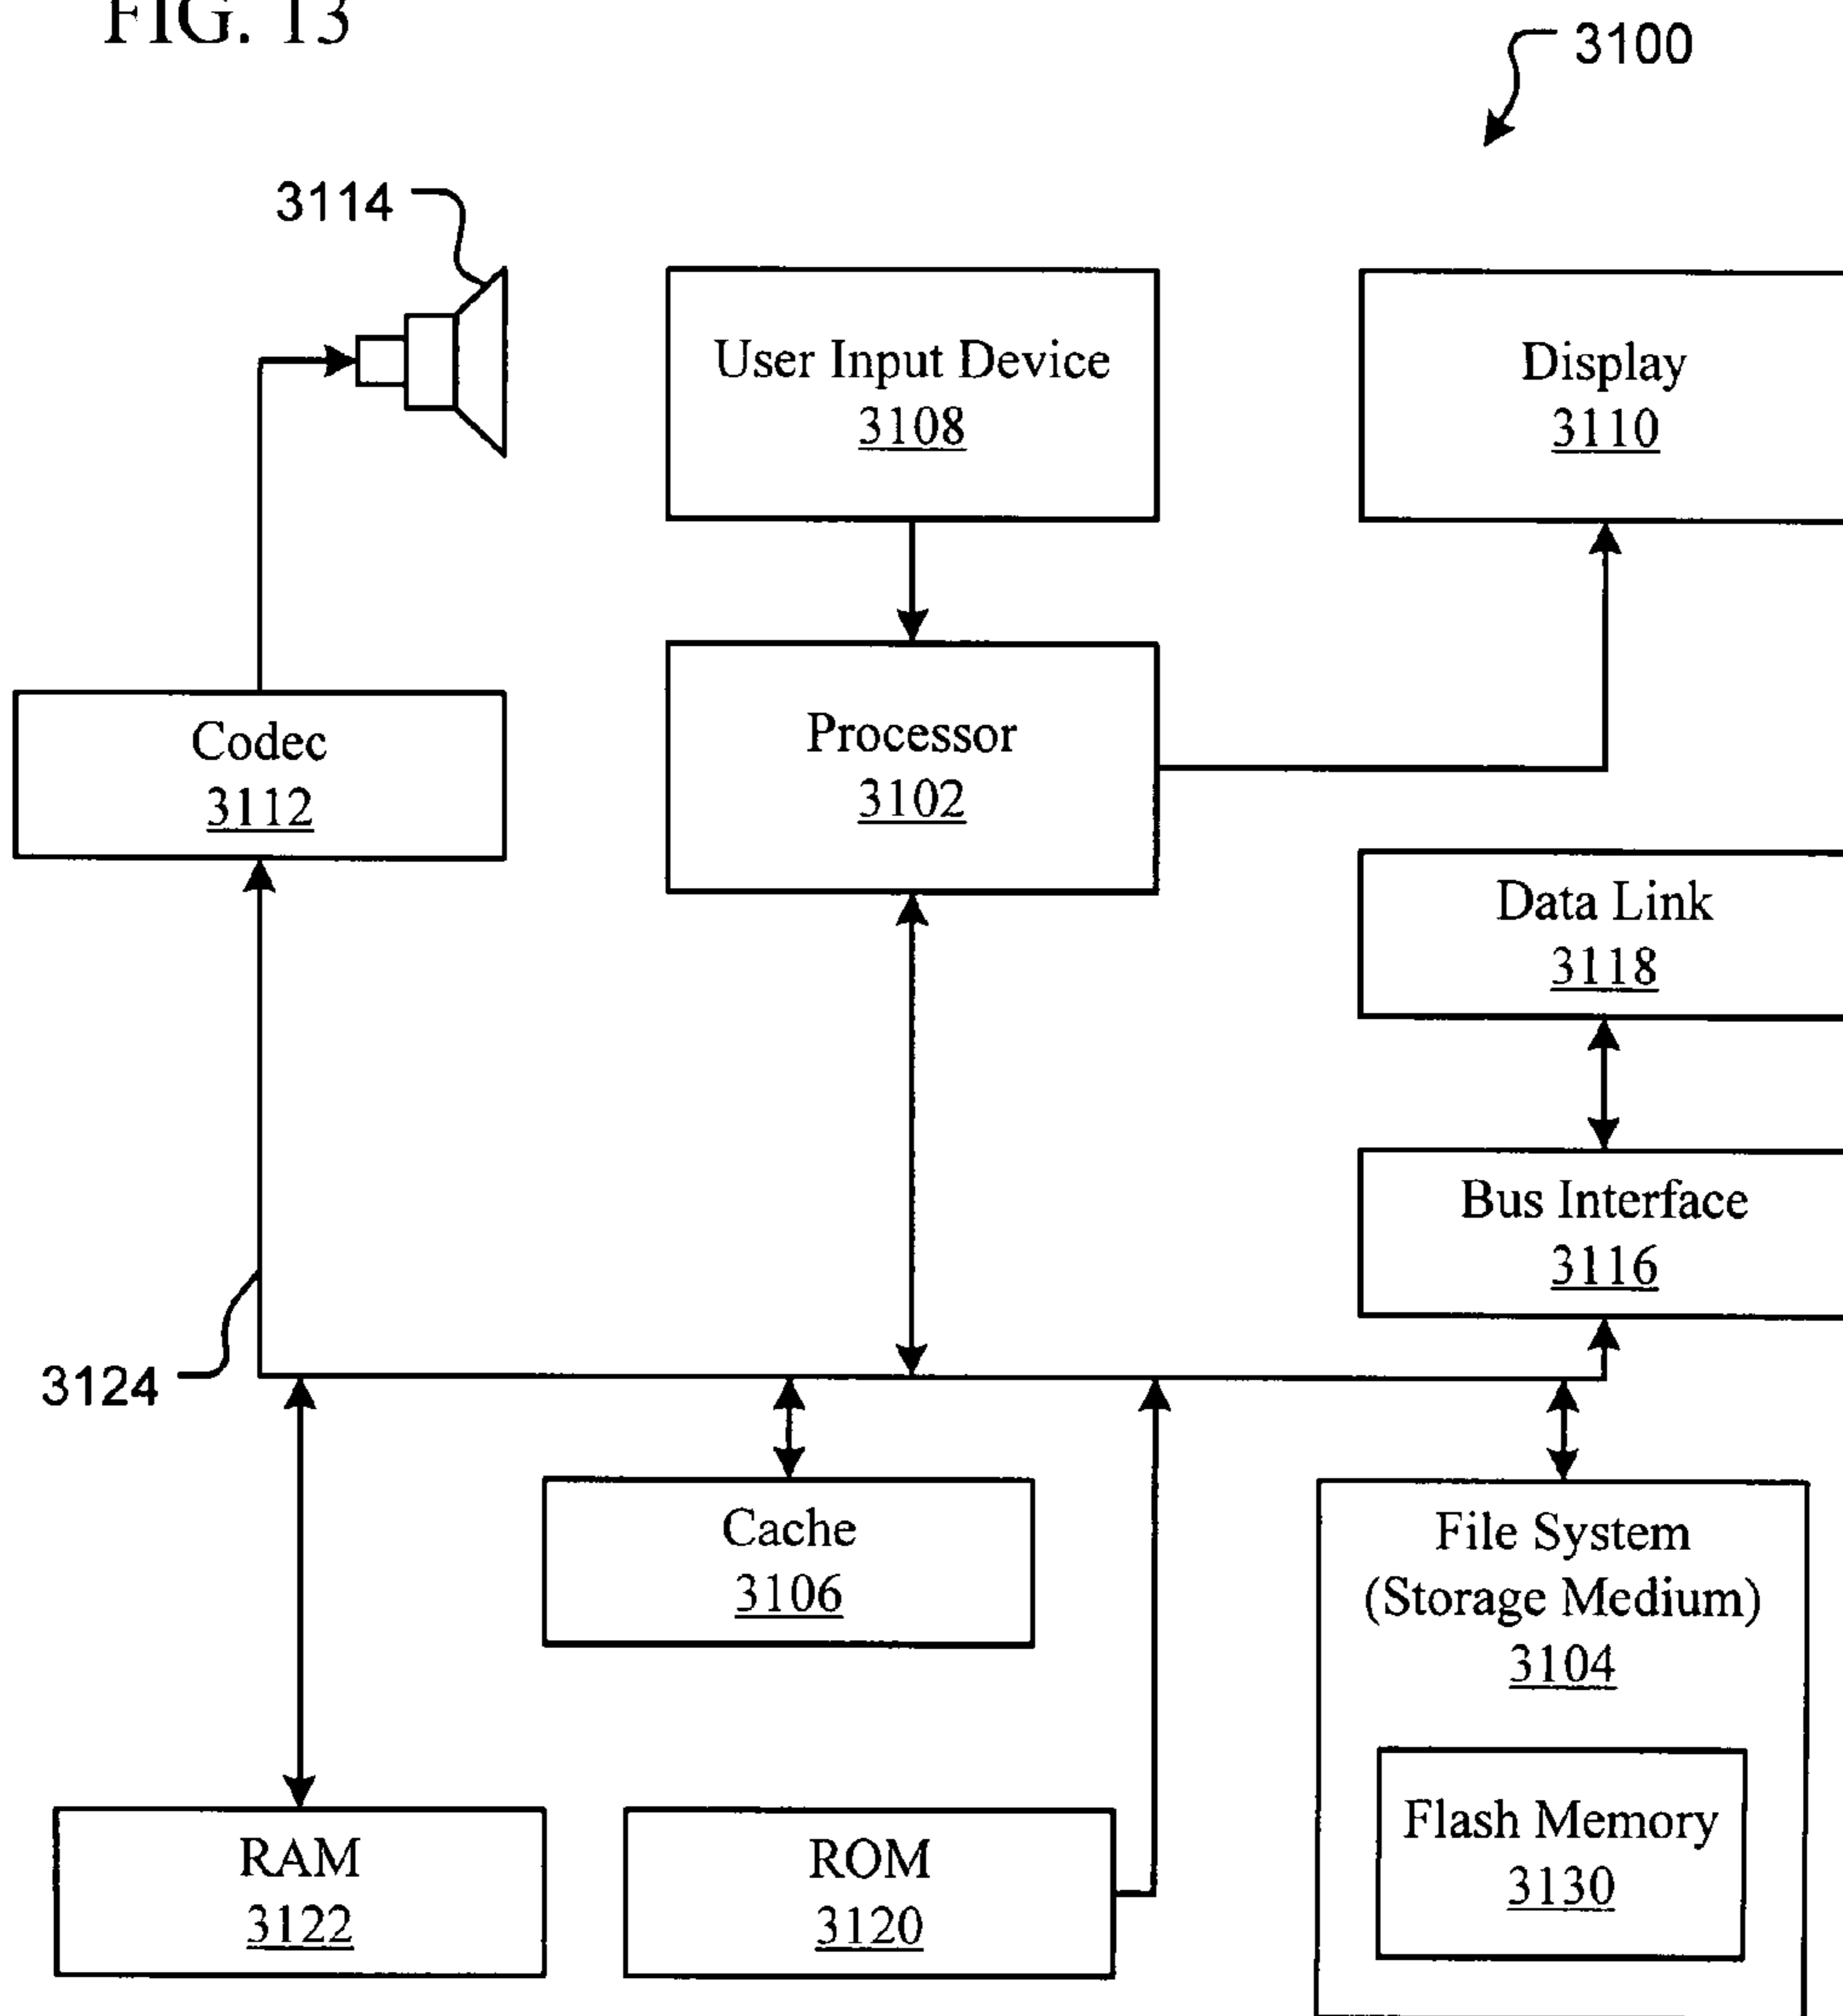 FIG. 13
3100
3114
User Input Device
3108
Display
3110
Codec
3112
Processor
3102
Data Link
3118
Bus Interface
3116
3124
Cache
3106
File System
(Storage Medium)
3104
Flash Memory
3130
RAM
3122
ROM
3120